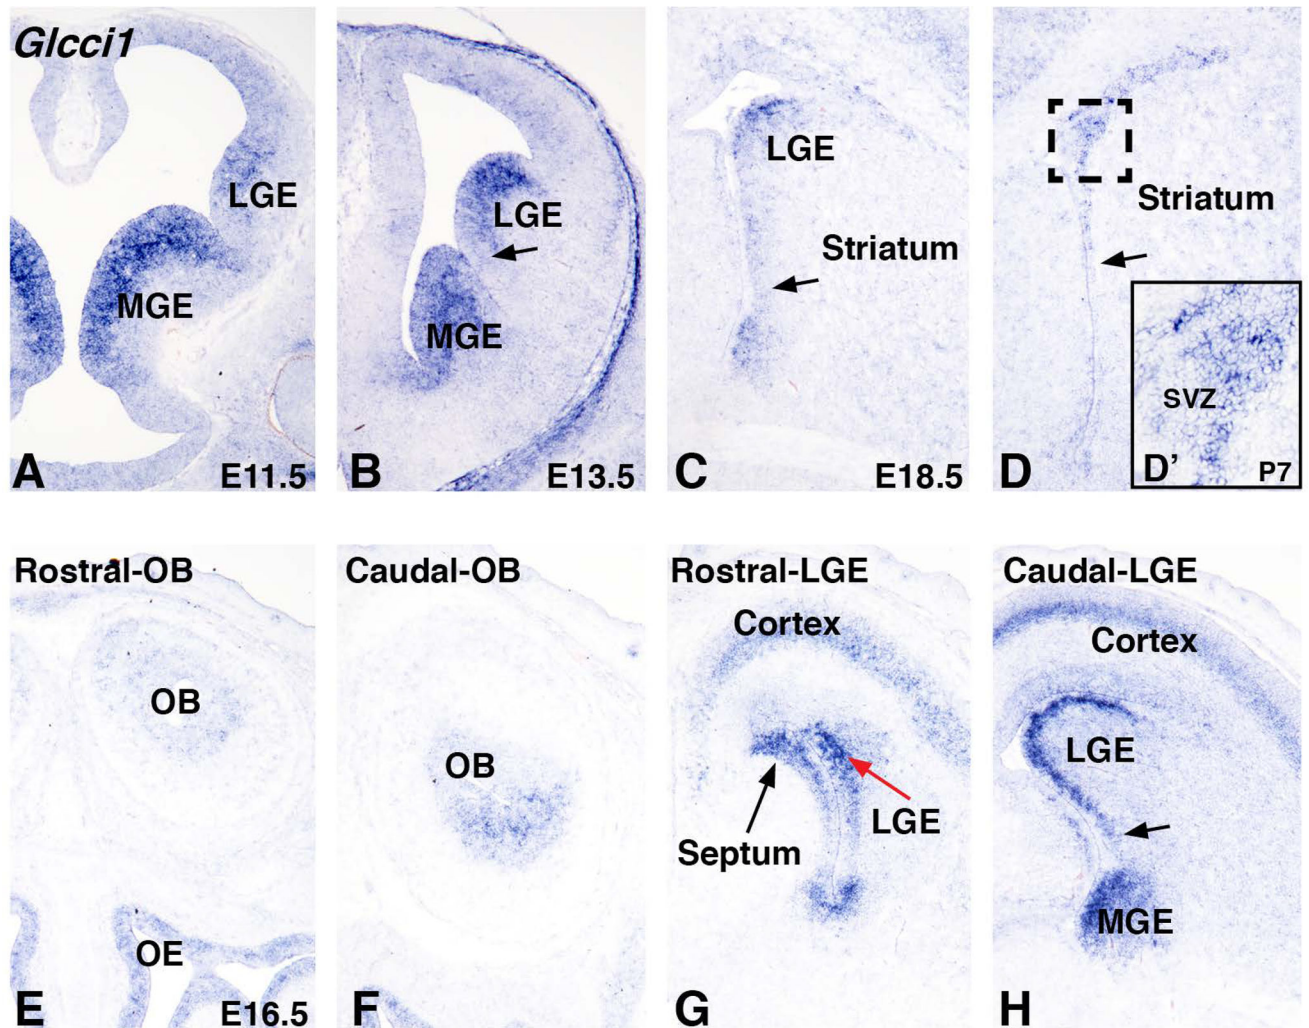 Glcci1
LGE
MGE
A
E11.5
LGE
MGE
B
E13.5
LGE
Striatum
C
E18.5
Striatum
SVZ
D
D’
P7
Rostral-OB
OB
OE
E
E16.5
Caudal-OB
OB
F
Rostral-LGE
Cortex
LGE
Septum
G
Caudal-LGE
Cortex
LGE
MGE
H